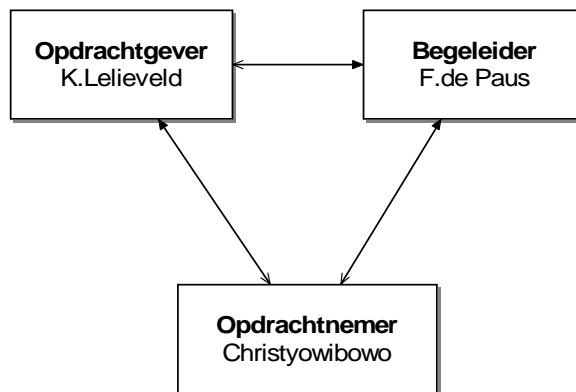 Opdrachtgever
K.Lelieveld
Begeleider
F.de Paus
Opdrachtnemer
Christyowibowo